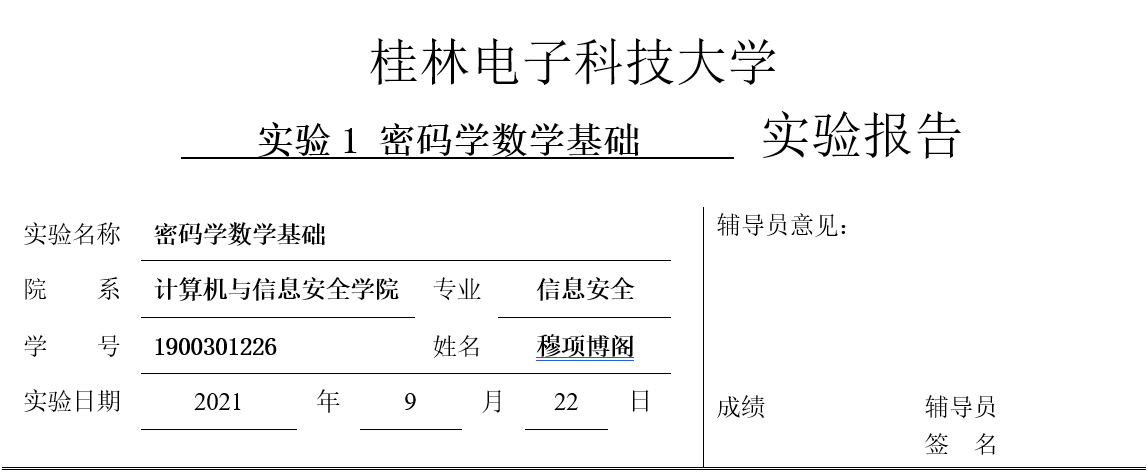 桂林电子科技大学
实验 1 密码学数学基础 实验报告
实验名称 密码学数学基础
院 系 计算机与信息安全学院 专业 信息安全
学 号 1900301226 姓名 穆项博阁
实验日期 2021 年 9 月 22 日
辅导员意见：
成绩 辅导员
签 名